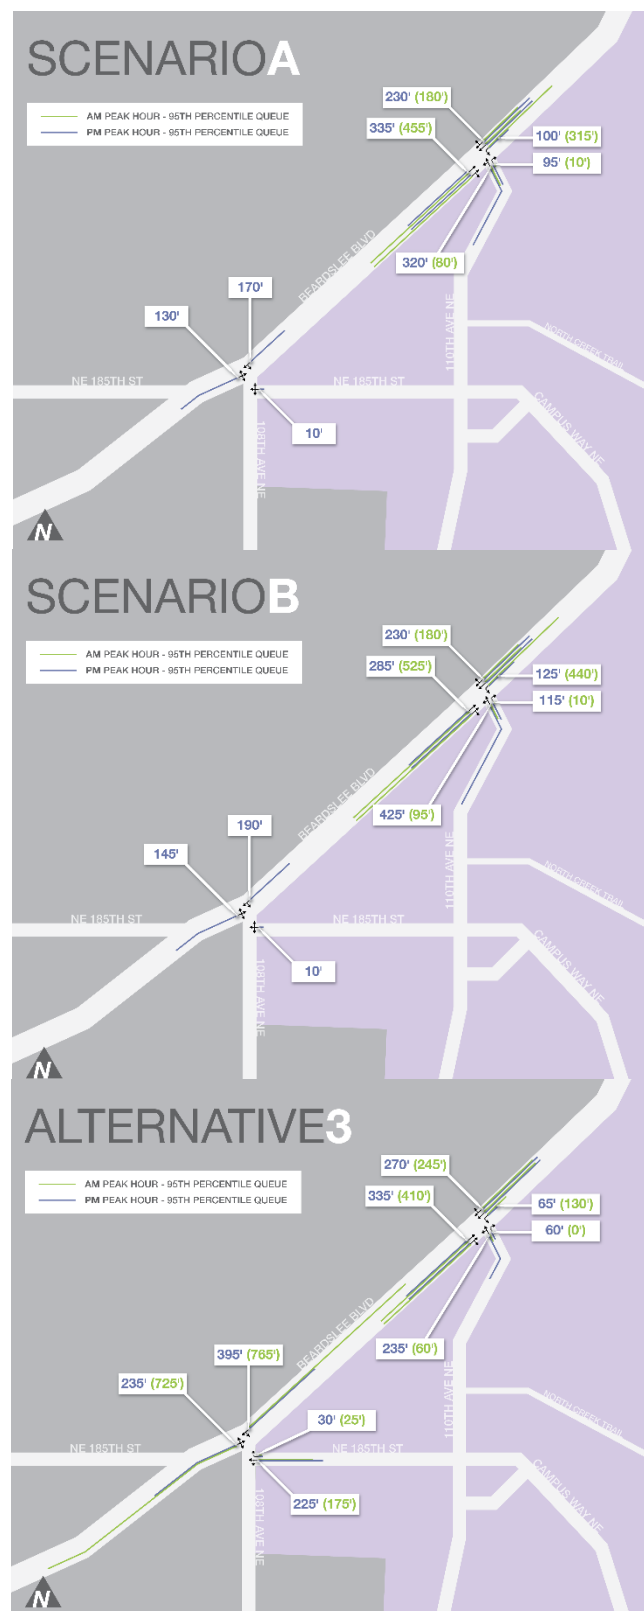 SCENARIOA
AM PEAK HOUR - 95TH PERCENTILE QUEUE
PM PEAK HOUR - 95TH PERCENTILE QUEUE
230' (180')
335' (455')
100' (315')
95' (10')
320' (80')
BEARDSLEE BLVD
170'
130'
110TH AVE NE
NORTH CREEK TRAIL
NE 185TH ST
NE 185TH ST
CAMPUS WAY NE
10'
108TH AVE NE
N
SCENARIOB
AM PEAK HOUR - 95TH PERCENTILE QUEUE
PM PEAK HOUR - 95TH PERCENTILE QUEUE
230' (180')
285' (525')
125' (440')
115' (10')
425' (95')
BEARDSLEE BLVD
190'
145'
110TH AVE NE
NORTH CREEK TRAIL
NE 185TH ST
NE 185TH ST
CAMPUS WAY NE
10'
108TH AVE NE
N
ALTERNATIVE3
AM PEAK HOUR - 95TH PERCENTILE QUEUE
PM PEAK HOUR - 95TH PERCENTILE QUEUE
270' (245')
335' (410')
65' (130')
60' (0')
235' (60')
BEARDSLEE BLVD
395' (765')
235' (725')
110TH AVE NE
NORTH CREEK TRAIL
30' (25')
NE 185TH ST
NE 185TH ST
CAMPUS WAY NE
225' (175')
108TH AVE NE
N